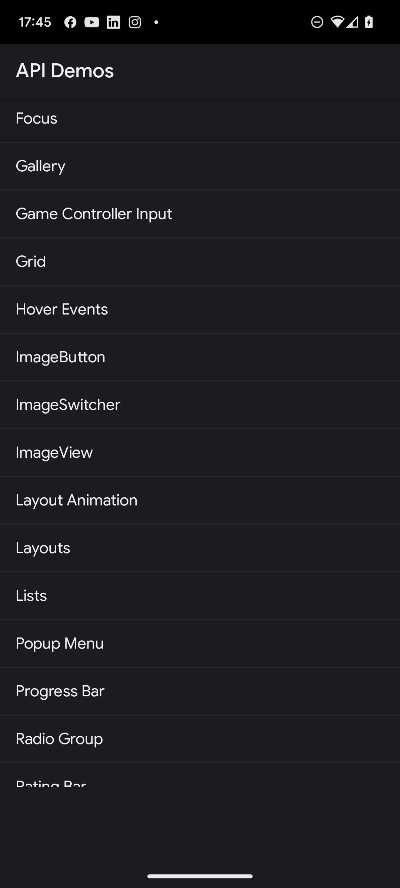 17:45
API Demos
Focus
Gallery
Game Controller Input
Grid
Hover Events
ImageButton
ImageSwitcher
ImageView
Layout Animation
Layouts
Lists
Popup Menu
Progress Bar
Radio Group
Rating Bar